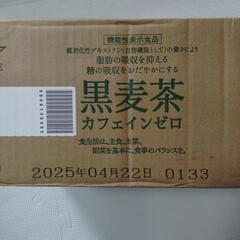 機能性表示食品
難消化性デキストリン(食物繊維として)の働きにより
脂肪の吸収を抑える
糖の吸収をおだやかにする
黒麦茶
カフェインゼロ
食生活は、主食、主菜、
副菜を基本に、食事のバランスを。
2025年04月22日 0133